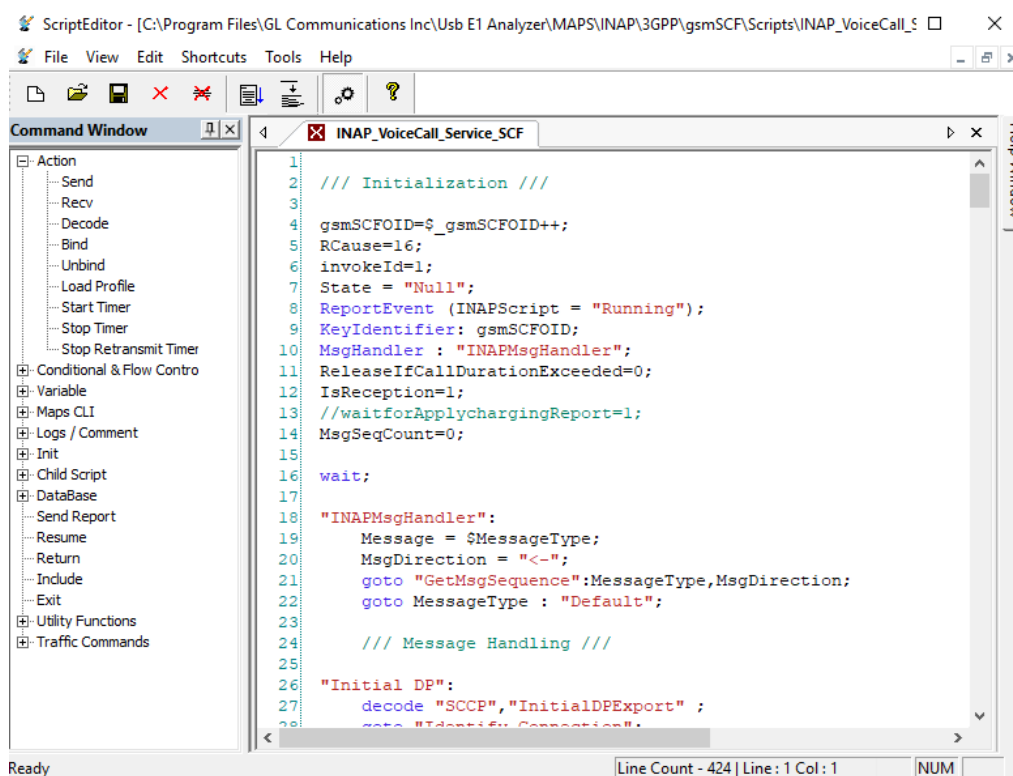 ScriptEditor - [C:\Program Files\GL Communications Inc\Usb E1 Analyzer\MAPS\INAP\3GPP\gsmSCF\Scripts\INAP_VoiceCall_S
File View Edit Shortcuts Tools Help
Command Window
INAP_VoiceCall_Service_SCF
Action
Send
Recv
Decode
Bind
Unbind
Load Profile
Start Timer
Stop Timer
Stop Retransmit Timer
Conditional & Flow Contro
Variable
Maps CLI
Logs / Comment
Init
Child Script
DataBase
Send Report
Resume
Return
Include
Exit
Utility Functions
Traffic Commands
1
2 /// Initialization ///
3
4 gsmSCFOID=$_gsmSCFOID++;
5 RCause=16;
6 invokeId=1;
7 State = "Null";
8 ReportEvent (INAPScript = "Running");
9 KeyIdentifier: gsmSCFOID;
10 MsgHandler : "INAPMsgHandler";
11 ReleaseIfCallDurationExceeded=0;
12 IsReception=1;
13 //waitforApplychargingReport=1;
14 MsgSeqCount=0;
15
16 wait;
17
18 "INAPMsgHandler":
19 Message = $MessageType;
20 MsgDirection = "<-";
21 goto "GetMsgSequence":MessageType,MsgDirection;
22 goto MessageType : "Default";
23
24 /// Message Handling ///
25
26 "Initial DP":
27 decode "SCCP","InitialDPExport" ;
28 goto "Identify Connection":
Ready
Line Count - 424 | Line : 1 Col : 1
NUM